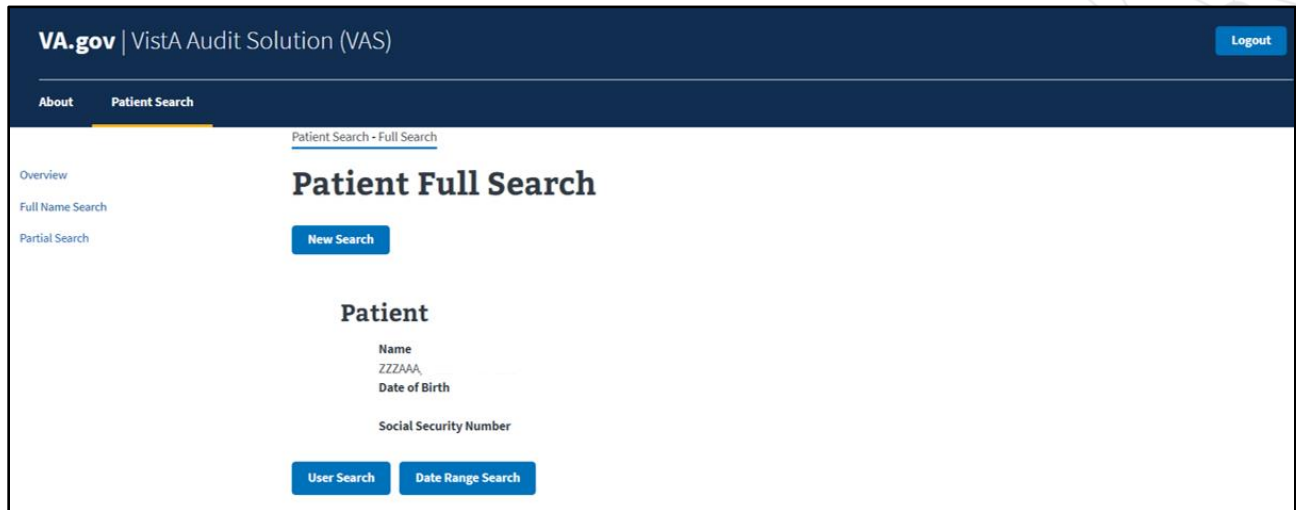 VA.gov | VistA Audit Solution (VAS)
Logout
About Patient Search
Patient Search - Full Search
Overview
Full Name Search
Partial Search
Patient Full Search
New Search
Patient
Name
ZZZAAA,
Date of Birth
Social Security Number
User Search Date Range Search